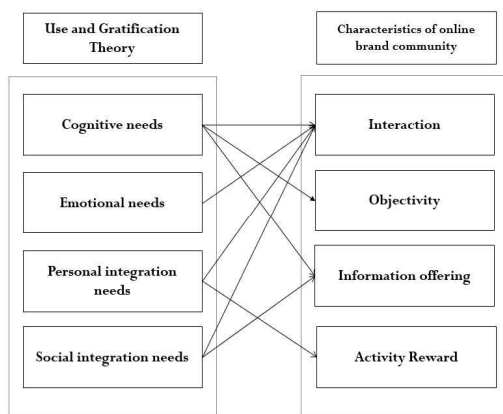 Use and Gratification
Theory
Characteristics of online
brand community
Cognitive needs
Interaction
Emotional needs
Objectivity
Personal integration
needs
Information offering
Social integration needs
Activity Reward